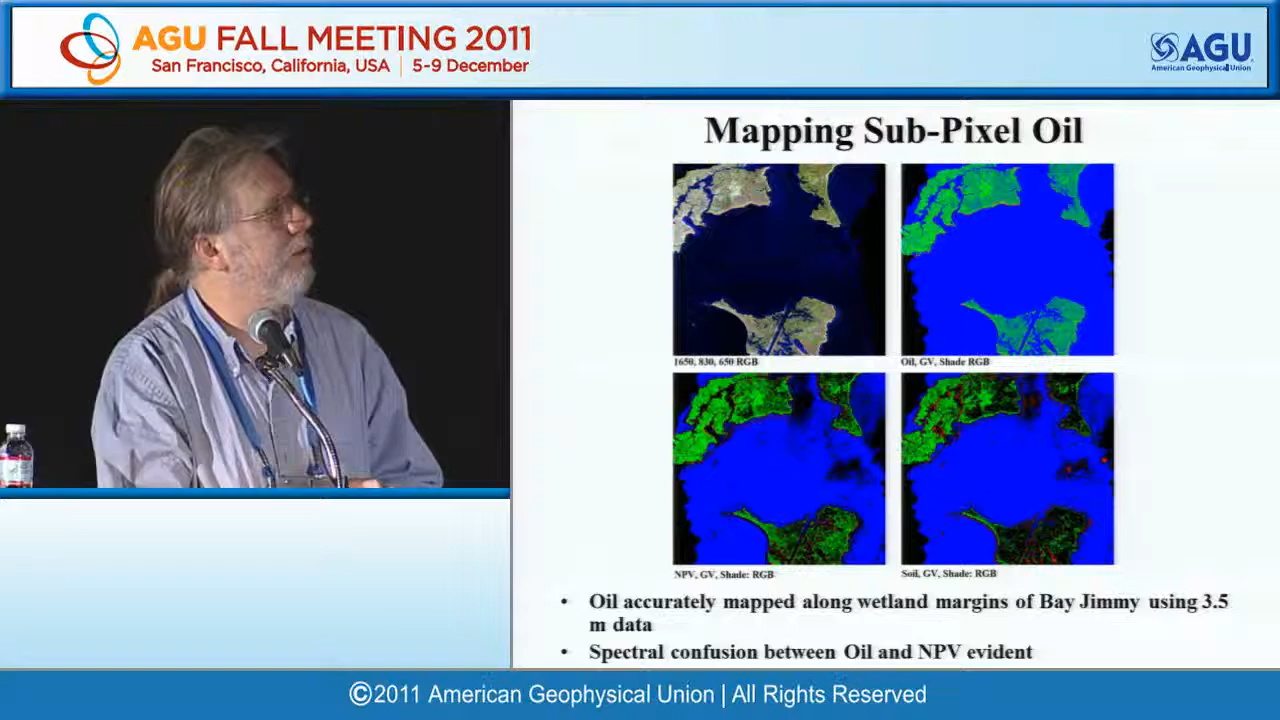 AGU FALL MEETING 2011
San Francisco, California, USA | 5-9 December
AGU
American Geophysical Union
Mapping Sub-Pixel Oil
1650, 830, 650 RGB
Oil, GV, Shade RGB
NPV, GV, Shade: RGB
Soil, GV, Shade: RGB
• Oil accurately mapped along wetland margins of Bay Jimmy using 3.5
m data
• Spectral confusion between Oil and NPV evident
©2011 American Geophysical Union | All Rights Reserved